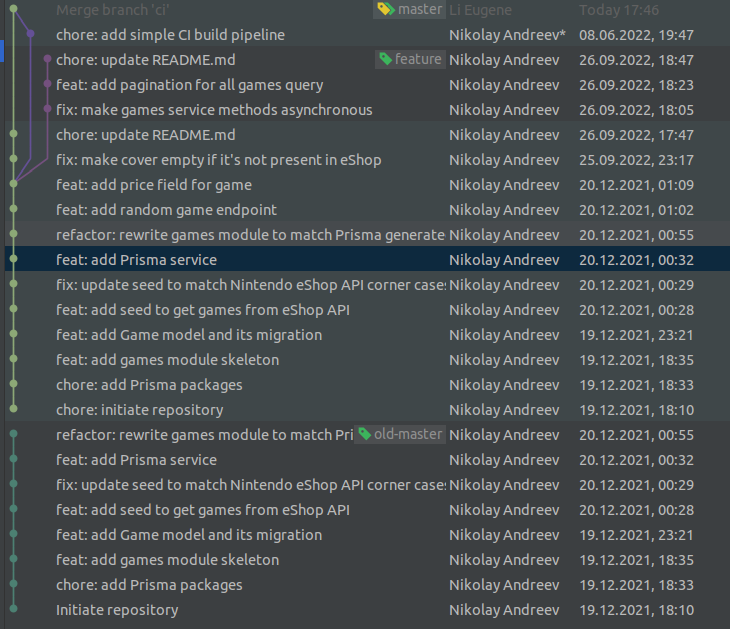 Merge branch 'ci' master Li Eugene Today 17:46
chore: add simple CI build pipeline Nikolay Andreev* 08.06.2022, 19:47
chore: update README.md feature Nikolay Andreev 26.09.2022, 18:47
feat: add pagination for all games query Nikolay Andreev 26.09.2022, 18:23
fix: make games service methods asynchronous Nikolay Andreev 26.09.2022, 18:05
chore: update README.md Nikolay Andreev 26.09.2022, 17:47
fix: make cover empty if it's not present in eShop Nikolay Andreev 25.09.2022, 23:17
feat: add price field for game Nikolay Andreev 20.12.2021, 01:09
feat: add random game endpoint Nikolay Andreev 20.12.2021, 01:02
refactor: rewrite games module to match Prisma generate Nikolay Andreev 20.12.2021, 00:55
feat: add Prisma service Nikolay Andreev 20.12.2021, 00:32
fix: update seed to match Nintendo eShop API corner cases Nikolay Andreev 20.12.2021, 00:29
feat: add seed to get games from eShop API Nikolay Andreev 20.12.2021, 00:28
feat: add Game model and its migration Nikolay Andreev 19.12.2021, 23:21
feat: add games module skeleton Nikolay Andreev 19.12.2021, 18:35
chore: add Prisma packages Nikolay Andreev 19.12.2021, 18:33
chore: initiate repository Nikolay Andreev 19.12.2021, 18:10
refactor: rewrite games module to match Pri old-master Nikolay Andreev 20.12.2021, 00:55
feat: add Prisma service Nikolay Andreev 20.12.2021, 00:32
fix: update seed to match Nintendo eShop API corner cases Nikolay Andreev 20.12.2021, 00:29
feat: add seed to get games from eShop API Nikolay Andreev 20.12.2021, 00:28
feat: add Game model and its migration Nikolay Andreev 19.12.2021, 23:21
feat: add games module skeleton Nikolay Andreev 19.12.2021, 18:35
chore: add Prisma packages Nikolay Andreev 19.12.2021, 18:33
Initiate repository Nikolay Andreev 19.12.2021, 18:10